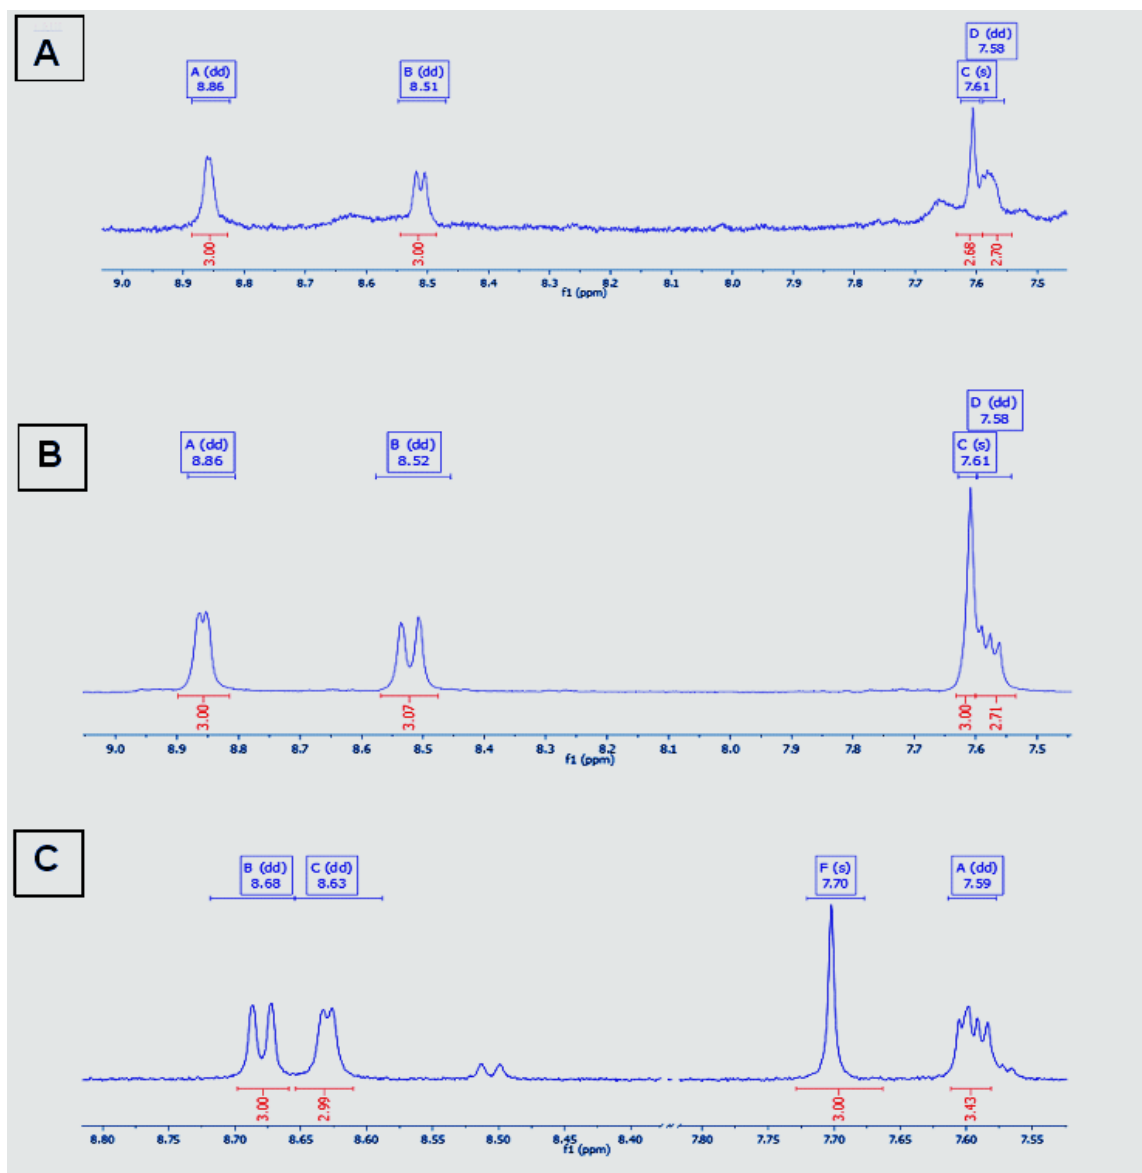 A
D (dd)
7.58
A (dd)
8.86
B (dd)
8.51
C (s)
7.61
3.00
3.00
2.68
2.70
9.0 8.9 8.8 8.7 8.6 8.5 8.4 8.3 8.2 8.1 8.0 7.9 7.8 7.7 7.6 7.5
f1 (ppm)
B
D (dd)
7.58
A (dd)
8.86
B (dd)
8.52
C (s)
7.61
3.00
3.07
3.00
2.71
9.0 8.9 8.8 8.7 8.6 8.5 8.4 8.3 8.2 8.1 8.0 7.9 7.8 7.7 7.6 7.5
f1 (ppm)
C
B (dd)
8.68
C (dd)
8.63
F (s)
7.70
A (dd)
7.59
3.00
2.99
3.00
3.43
8.80 8.75 8.70 8.65 8.60 8.55 8.50 8.45 8.40 7.80 7.75 7.70 7.65 7.60 7.55
f1 (ppm)